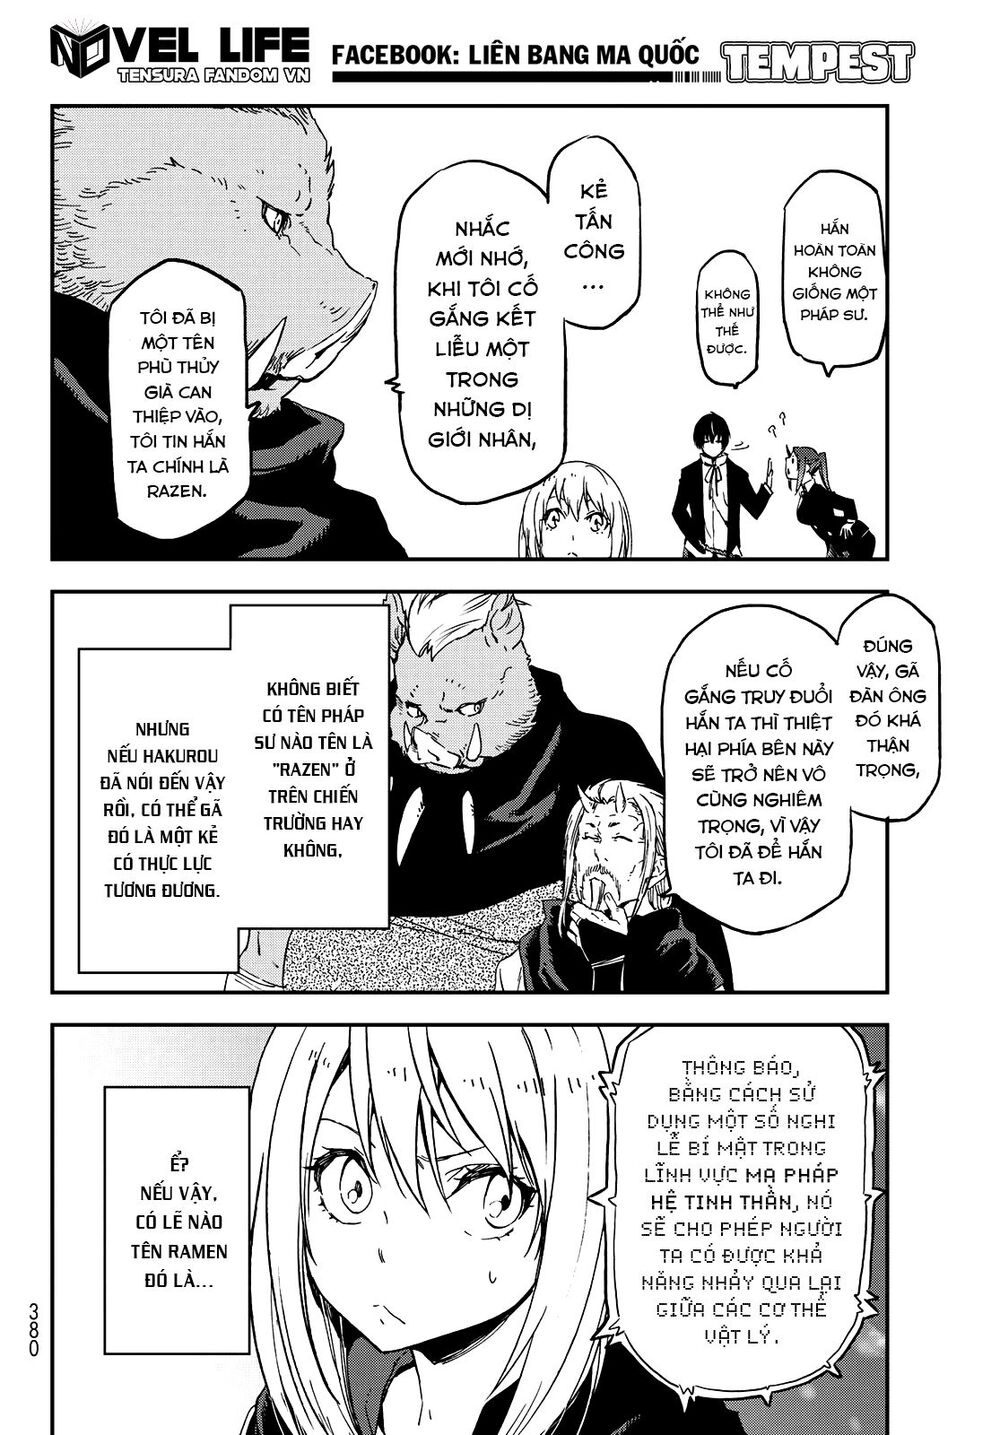 NOVEL LIFE
TENSURA FANDOM VN
FACEBOOK: LIÊN BANG MA QUỐC
TEMPEST
HẮN
HOÀN TOÀN
KHÔNG
GIỐNG MỘT
PHÁP SƯ.
KHÔNG
THỂ NHƯ
THẾ
ĐƯỢC.
? ?
KẺ
TẤN
CÔNG
...
NHẮC
MỚI NHỚ,
KHI TÔI CỐ
GẮNG KẾT
LIỄU MỘT
TRONG
NHỮNG DỊ
GIỚI NHÂN,
TÔI ĐÃ BỊ
MỘT TÊN
PHÙ THỦY
GIÀ CAN
THIỆP VÀO,
TÔI TIN HẮN
TA CHÍNH LÀ
RAZEN.
ĐÚNG
VẬY, GÃ
ĐÀN ÔNG
ĐÓ KHÁ
THẬN
TRỌNG,
NẾU CỐ
GẮNG TRUY ĐUỔI
HẮN TA THÌ THIỆT
HẠI PHÍA BÊN NÀY
SẼ TRỞ NÊN VÔ
CÙNG NGHIÊM
TRỌNG, VÌ VẬY
TÔI ĐÃ ĐỂ HẮN
TA ĐI.
KHÔNG BIẾT
CÓ TÊN PHÁP
SƯ NÀO TÊN LÀ
"RAZEN" Ở
TRÊN CHIẾN
TRƯỜNG HAY
KHÔNG,
NHƯNG
NẾU HAKUROU
ĐÃ NÓI ĐẾN VẬY
RỒI, CÓ THỂ GÃ
ĐÓ LÀ MỘT KẺ
CÓ THỰC LỰC
TƯƠNG ĐƯƠNG.
THÔNG BÁO,
BẰNG CÁCH SỬ
DỤNG MỘT SỐ NGHI
LỄ BÍ MẬT TRONG
LĨNH VỰC MA PHÁP
HỆ TINH THẦN, NÓ
SẼ CHO PHÉP NGƯỜI
TA CÓ ĐƯỢC KHẢ
NĂNG NHẢY QUA LẠI
GIỮA CÁC CƠ THỂ
VẬT LÝ.
Ể?
NẾU VẬY,
CÓ LẼ NÀO
TÊN RAMEN
ĐÓ LÀ...
380